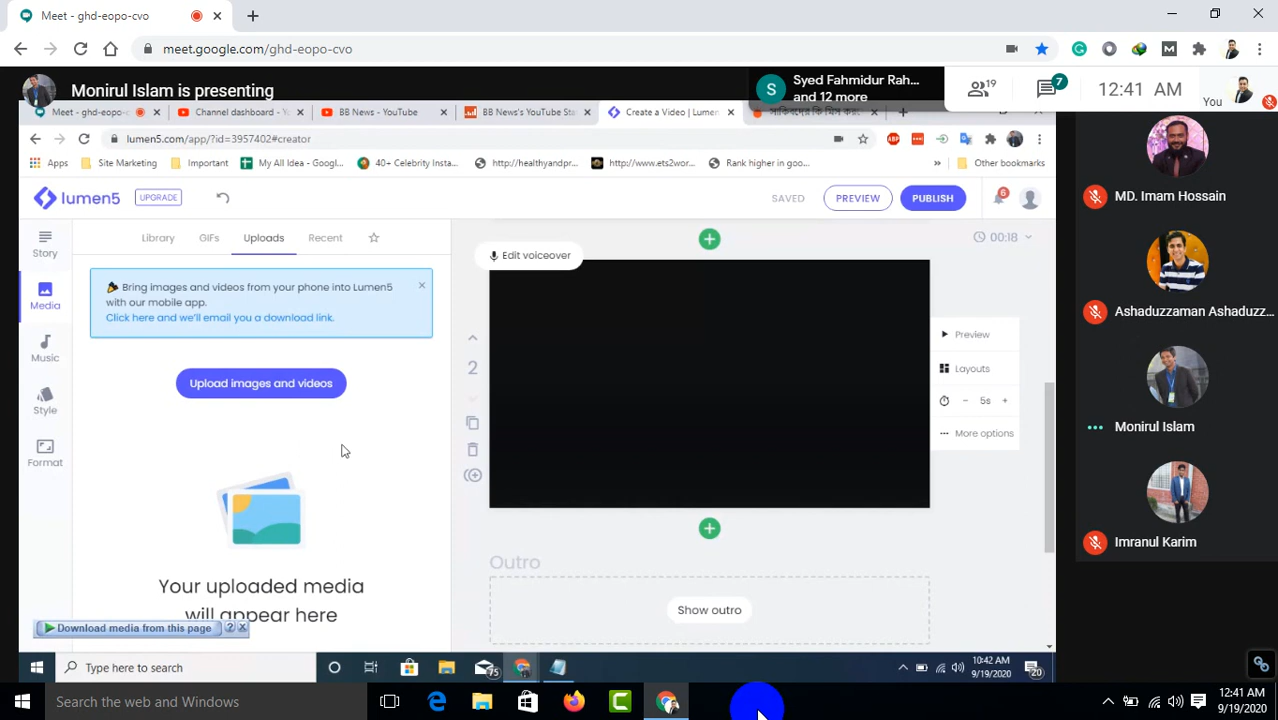 Meet - ghd-eopo-cvo
meet.google.com/ghd-eopo-cvo
Monirul Islam is presenting
S
Syed Fahmidur Rah...
and 12 more
19
7
12:41 AM
You
Meet - ghd-eopo-cvo
Channel dashboard - Yo
BB News - YouTube
BB News's YouTube Sta
Create a Video | Lumen
lumen5.com/app/?id=3957402#creator
Apps
Site Marketing
Important
My All Idea - Googl...
40+ Celebrity Insta...
http://healthyandpr...
http://www.ets2wor...
Rank higher in goo...
Other bookmarks
lumen5
UPGRADE
SAVED
PREVIEW
PUBLISH
6
Story
Media
Music
Style
Format
Library
GIFs
Uploads
Recent
Bring images and videos from your phone into Lumen5
with our mobile app.
Click here and we'll email you a download link.
Upload images and videos
Your uploaded media
will appear here
Download media from this page
Edit voiceover
00:18
2
Preview
Layouts
5s
More options
Outro
Show outro
MD. Imam Hossain
Ashaduzzaman Ashaduzz...
Monirul Islam
Imranul Karim
Type here to search
75
10:42 AM
9/19/2020
20
Search the web and Windows
12:41 AM
9/19/2020